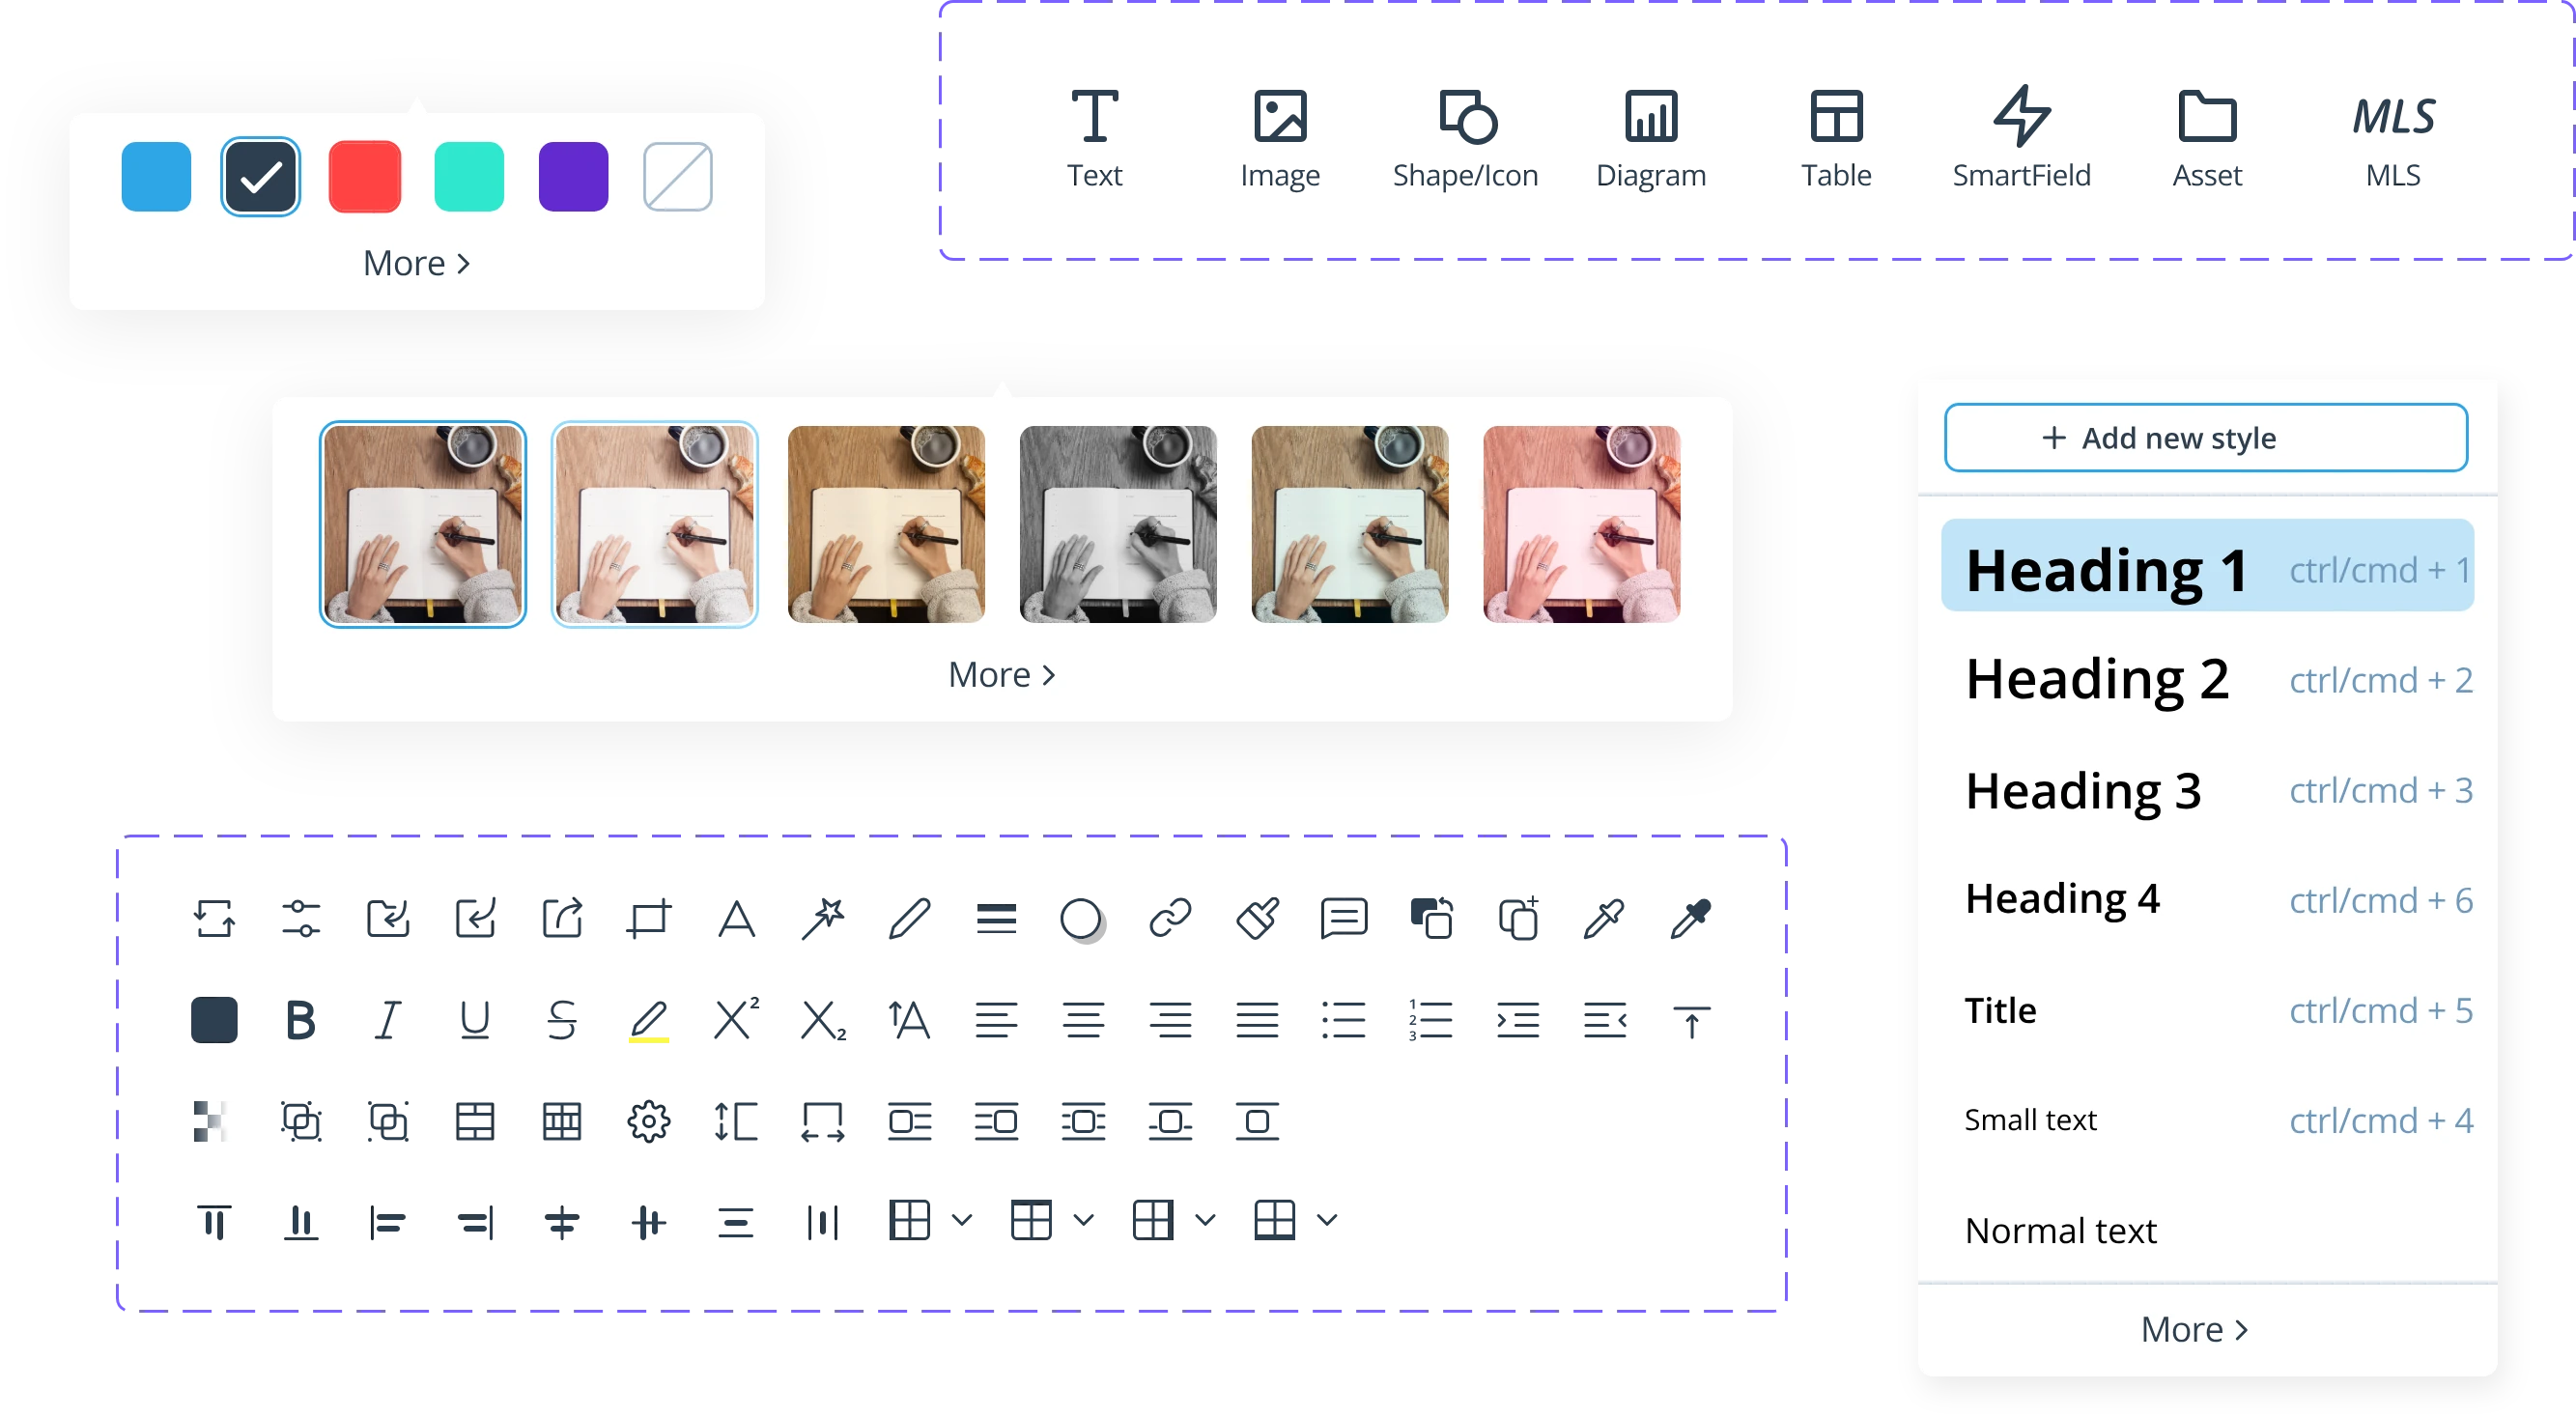 Text Image Shape/Icon Diagram Table SmartField Asset MLS
MLS
More
More
+ Add new style
Heading 1 ctrl/cmd + 1
Heading 2 ctrl/cmd + 2
Heading 3 ctrl/cmd + 3
Heading 4 ctrl/cmd + 6
Title ctrl/cmd + 5
Small text ctrl/cmd + 4
Normal text
More